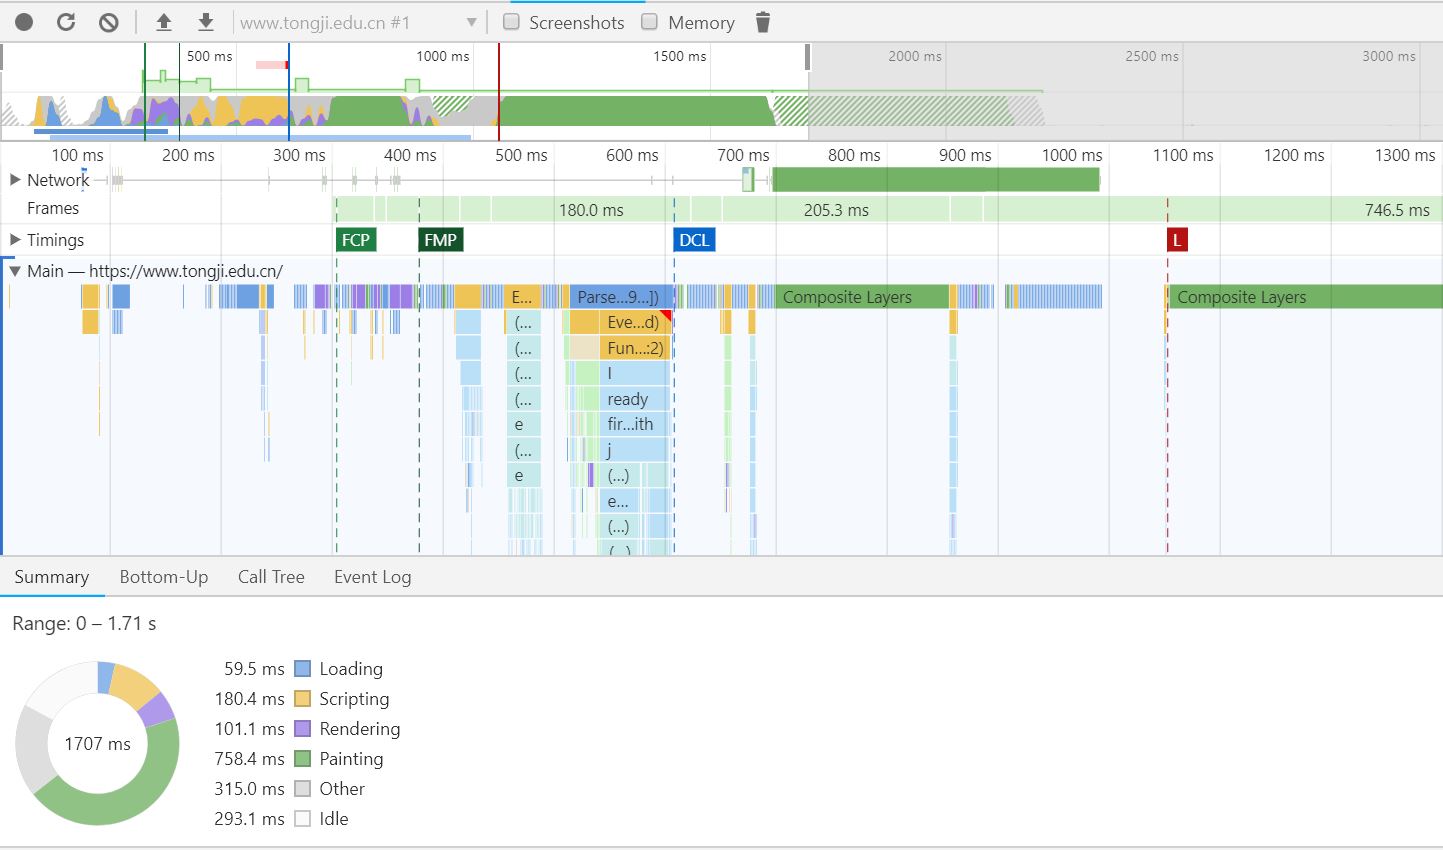 www.tongji.edu.cn #1 Screenshots Memory
500 ms 1000 ms 1500 ms 2000 ms 2500 ms 3000 ms
100 ms 200 ms 300 ms 400 ms 500 ms 600 ms 700 ms 800 ms 900 ms 1000 ms 1100 ms 1200 ms 1300 ms
Network
Frames 180.0 ms 205.3 ms 746.5 ms
Timings FCP FMP DCL L
Main — https://www.tongji.edu.cn/
E... Parse...9...]) Composite Layers Composite Layers
(... Eve...d)
(... Fun...:2)
(... l
(... ready
e fir...ith
(... j
e (...)
e...
(...)
(...)
Summary Bottom-Up Call Tree Event Log
Range: 0 – 1.71 s
59.5 ms Loading
180.4 ms Scripting
101.1 ms Rendering
1707 ms 758.4 ms Painting
315.0 ms Other
293.1 ms Idle